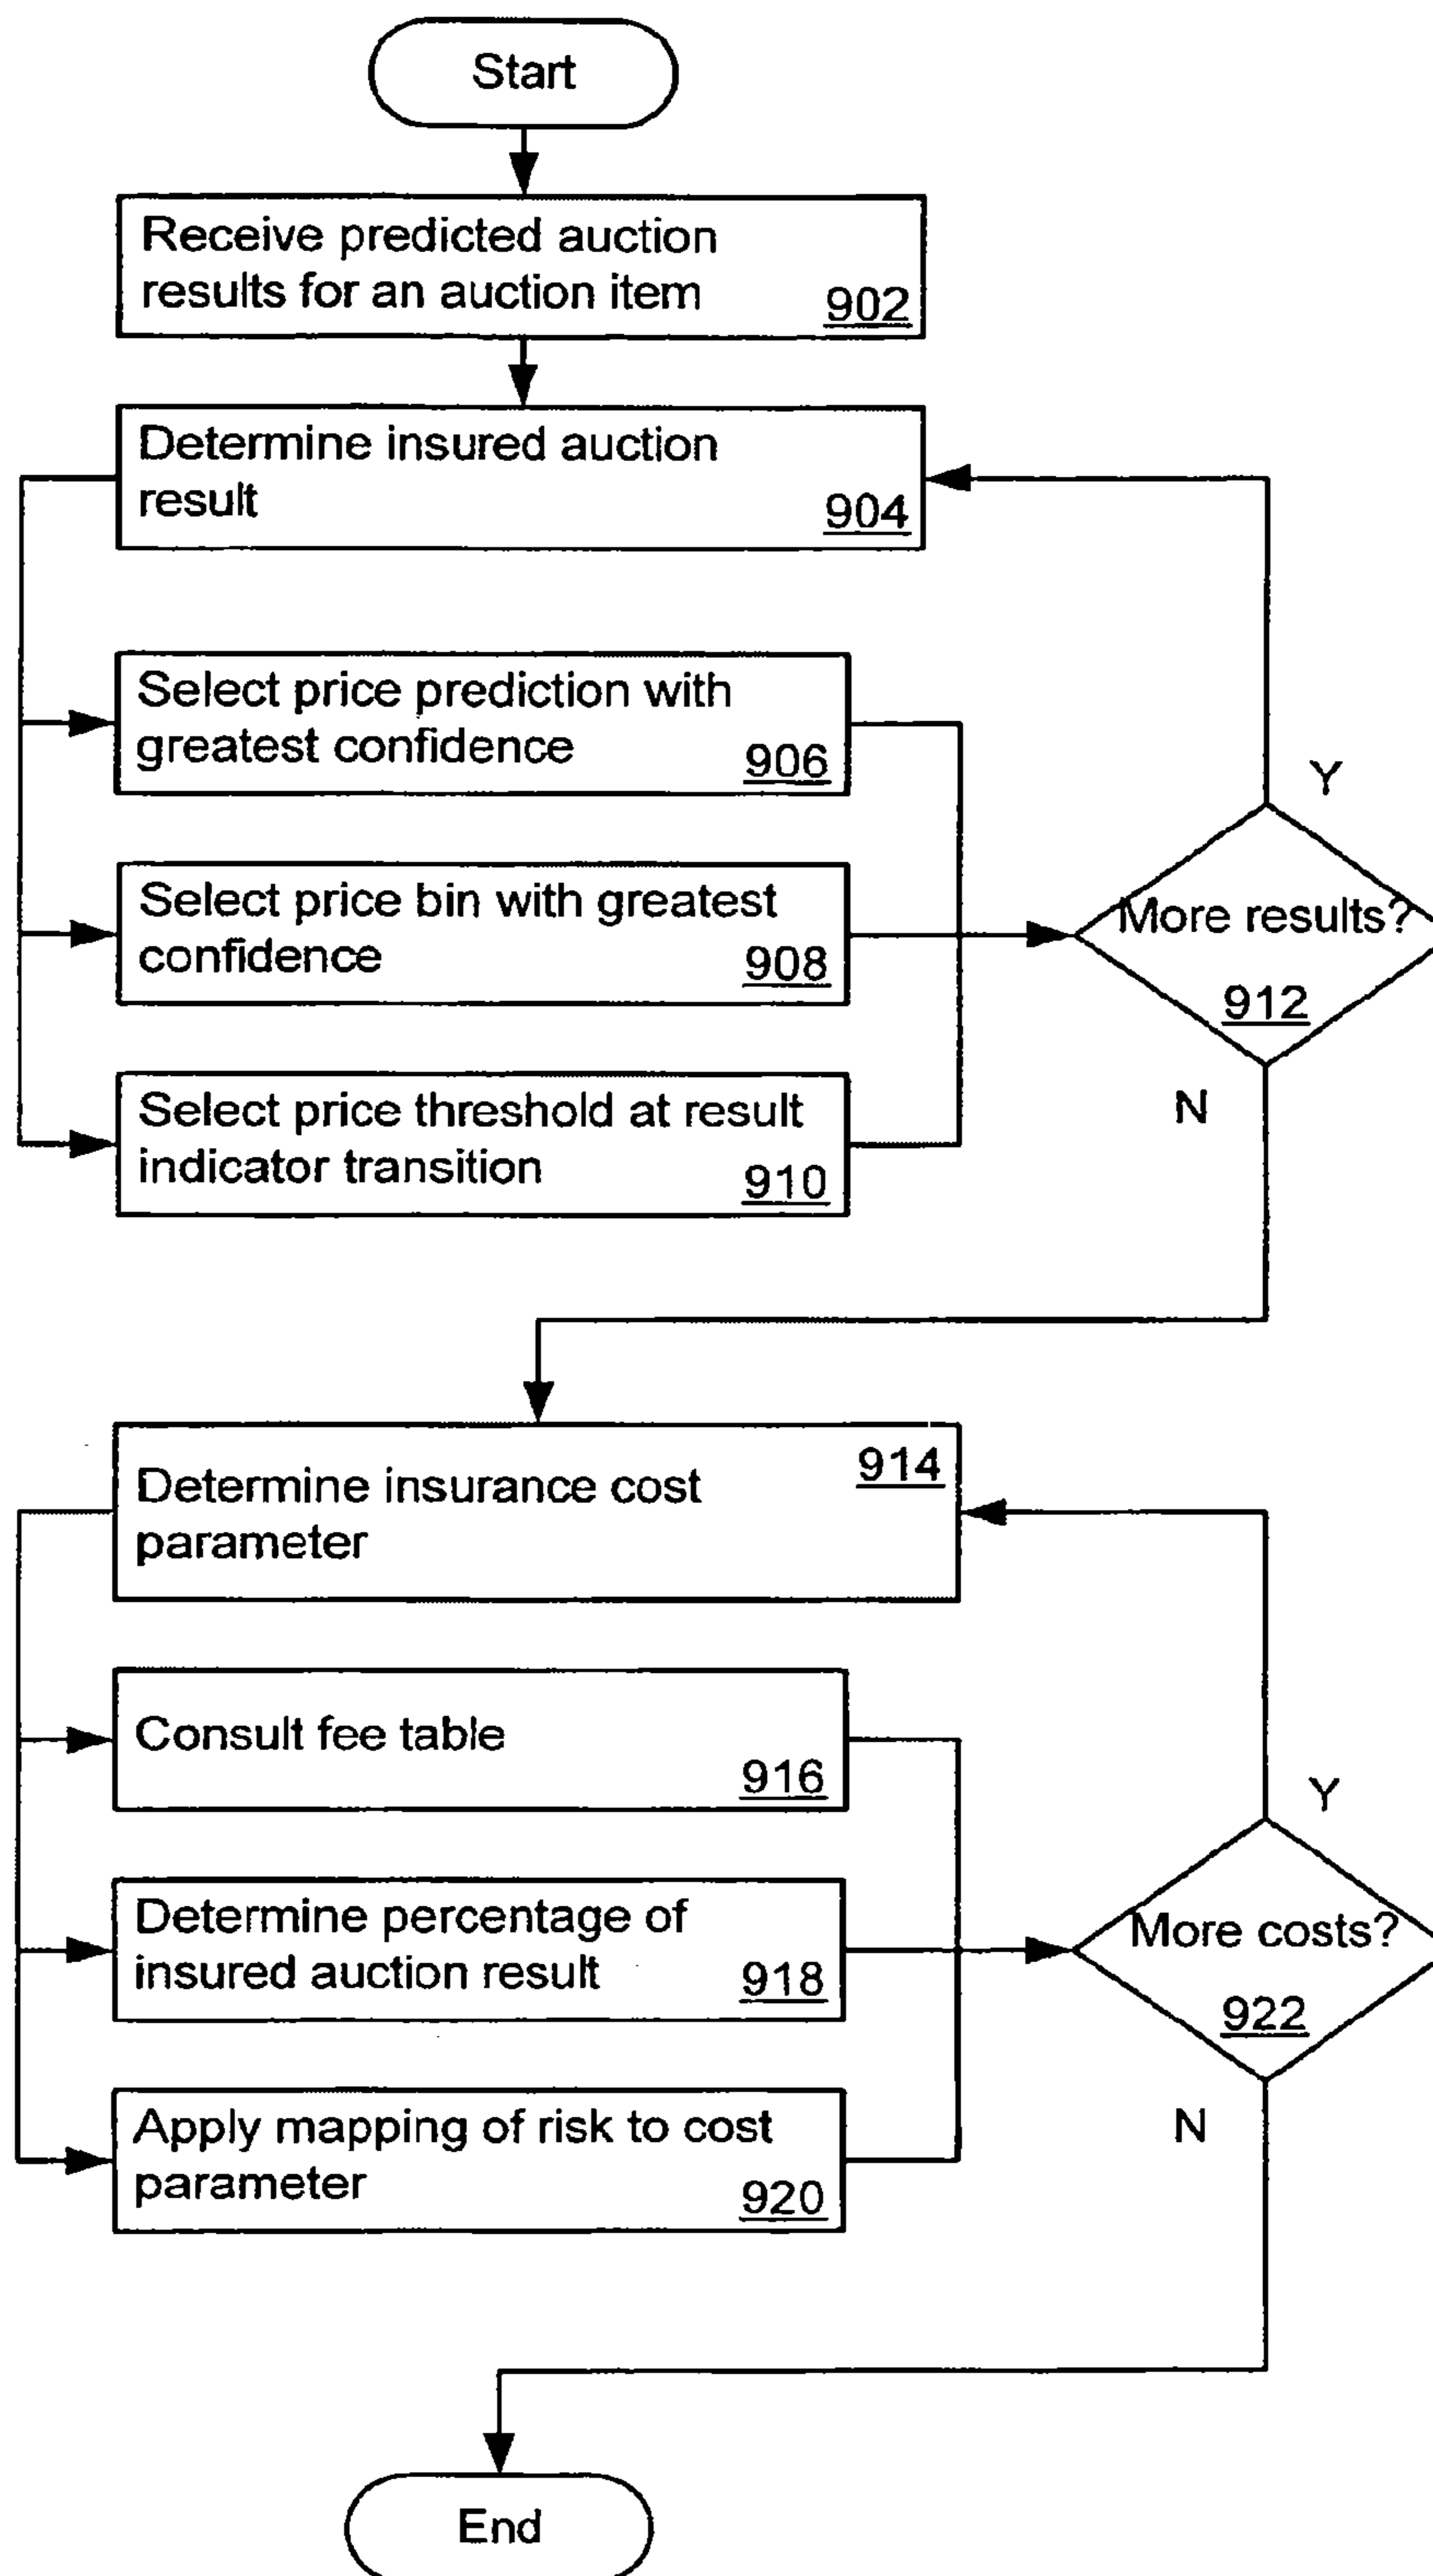 Start
Receive predicted auction
results for an auction item
902
Determine insured auction
result
904
Select price prediction with
greatest confidence
906
Y
Select price bin with greatest
confidence
908
More results?
912
Select price threshold at result
indicator transition
910
N
Determine insurance cost
parameter
914
Consult fee table
916
Y
Determine percentage of
insured auction result
918
More costs?
922
Apply mapping of risk to cost
parameter
920
N
End